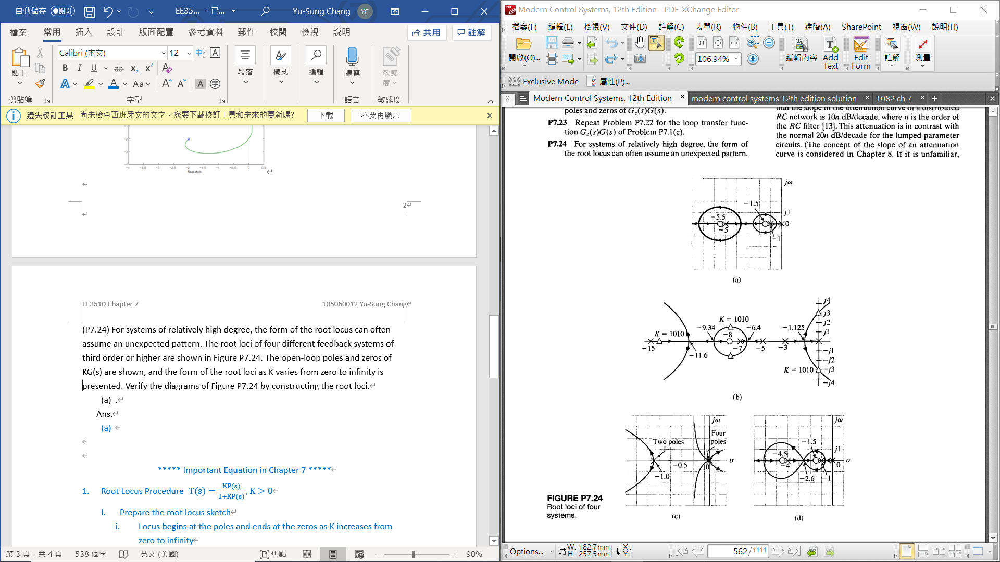 自動儲存 關閉 EE35... - 已... Yu-Sung Chang YC
檔案 常用 插入 設計 版面配置 參考資料 郵件 校閱 檢視 說明 共用 註解
Calibri (本文) 12
貼上 B I U ab x₂ x² A
段落 樣式 編輯 聽寫 敏感度
A A Aa A A A 字
剪貼簿 字型 語音 敏感度
遺失校訂工具 尚未檢查西班牙文的文字。您要下載校訂工具和未來的更新嗎? 下載 不要再顯示
-2
-3
-4
-4 -3.5 -3 -2.5 -2 -1.5 -1 -0.5 0 0.5
Real Axis
2
EE3510 Chapter 7 105060012 Yu-Sung Chang
(P7.24) For systems of relatively high degree, the form of the root locus can often
assume an unexpected pattern. The root loci of four different feedback systems of
third order or higher are shown in Figure P7.24. The open-loop poles and zeros of
KG(s) are shown, and the form of the root loci as K varies from zero to infinity is
presented. Verify the diagrams of Figure P7.24 by constructing the root loci.
(a) .
Ans.
(a)
***** Important Equation in Chapter 7 *****
1. Root Locus Procedure T(s) = KP(s)/1+KP(s), K > 0
I. Prepare the root locus sketch
i. Locus begins at the poles and ends at the zeros as K increases from
zero to infinity
第 3 頁，共 4 頁 538 個字 英文 (美國) 焦點 90%
Modern Control Systems, 12th Edition - PDF-XChange Editor
檔案(F) 編輯(E) 檢視(V) 文件(D) 註解(C) 表單(R) 物件(B) 工具(T) 進階(A) SharePoint 視窗(W) 說明(H)
開啟(O)... 106.94% 編輯內容 Add Text Edit Form 註解 測量
Exclusive Mode 屬性(P)...
Modern Control Systems, 12th Edition modern control systems 12th edition solution 1082 ch 7
poles and zeros of Gc(s)G(s).
P7.23 Repeat Problem P7.22 for the loop transfer func-
tion Gc(s)G(s) of Problem P7.1(c).
P7.24 For systems of relatively high degree, the form of
the root locus can often assume an unexpected pattern.
that the slope of the attenuation curve of a distributed
RC network is 10n dB/decade, where n is the order of
the RC filter [13]. This attenuation is in contrast with
the normal 20n dB/decade for the lumped parameter
circuits. (The concept of the slope of an attenuation
curve is considered in Chapter 8. If it is unfamiliar,
jω
-1.5
j1
-5.5
0
-5
-1
(a)
j4
K = 1010 j3
j2
-9.34 -6.4 -1.125 j1
K = 1010 -8
-15 -7 -5 -3
-11.6 -j1
-j2
K = 1010 -j3
-j4
(b)
jω
Four
Two poles poles
-0.5 σ
0
-1.0
(c)
jω
-1.5
j1
-4.5 σ
-4 0
-2.6 -1
(d)
FIGURE P7.24
Root loci of four
systems.
Options... W: 182.7mm H: 257.5mm X: Y: 562 / 1111